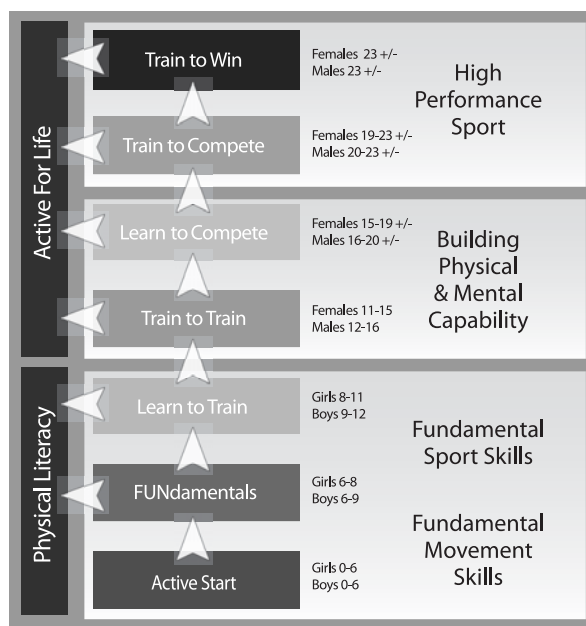 Active For Life
Physical Literacy
Train to Win
Females 23 +/-
Males 23 +/-
High
Performance
Sport
Train to Compete
Females 19-23 +/-
Males 20-23 +/-
Learn to Compete
Females 15-19 +/-
Males 16-20 +/-
Building
Physical
& Mental
Capability
Train to Train
Females 11-15
Males 12-16
Learn to Train
Girls 8-11
Boys 9-12
Fundamental
Sport Skills
FUNdamentals
Girls 6-8
Boys 6-9
Fundamental
Movement
Skills
Active Start
Girls 0-6
Boys 0-6